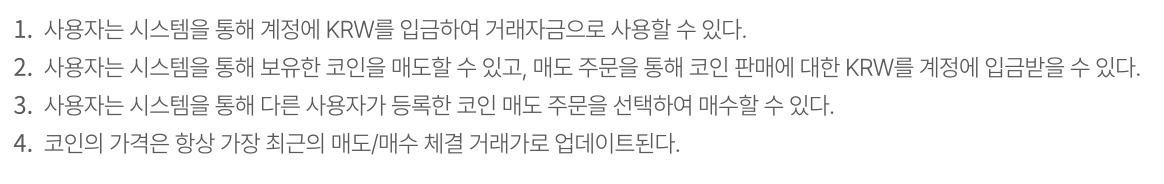 1. 사용자는 시스템을 통해 계정에 KRW를 입금하여 거래자금으로 사용할 수 있다.
2. 사용자는 시스템을 통해 보유한 코인을 매도할 수 있고, 매도 주문을 통해 코인 판매에 대한 KRW를 계정에 입금받을 수 있다.
3. 사용자는 시스템을 통해 다른 사용자가 등록한 코인 매도 주문을 선택하여 매수할 수 있다.
4. 코인의 가격은 항상 가장 최근의 매도/매수 체결 거래가로 업데이트된다.